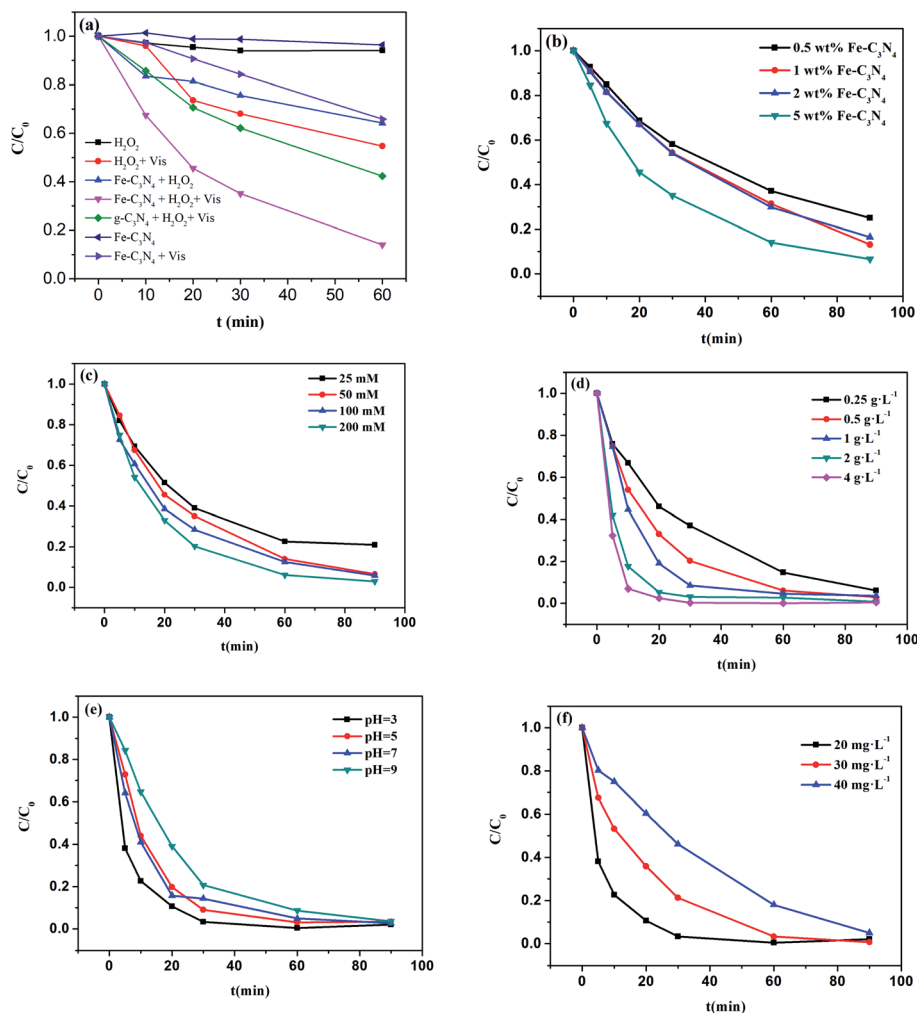 (a)
C/C₀
1.0
0.8
0.6
0.4
0.2
0.0
H₂O₂
H₂O₂+ Vis
Fe-C₃N₄ + H₂O₂
Fe-C₃N₄ + H₂O₂+ Vis
g-C₃N₄ + H₂O₂+ Vis
Fe-C₃N₄
Fe-C₃N₄ + Vis
0 10 20 30 40 50 60
t (min)
(b)
C/C₀
1.0
0.8
0.6
0.4
0.2
0.0
0.5 wt% Fe-C₃N₄
1 wt% Fe-C₃N₄
2 wt% Fe-C₃N₄
5 wt% Fe-C₃N₄
0 20 40 60 80 100
t(min)
(c)
C/C₀
1.0
0.8
0.6
0.4
0.2
0.0
25 mM
50 mM
100 mM
200 mM
0 20 40 60 80 100
t(min)
(d)
C/C₀
1.0
0.8
0.6
0.4
0.2
0.0
0.25 g·L⁻¹
0.5 g·L⁻¹
1 g·L⁻¹
2 g·L⁻¹
4 g·L⁻¹
0 20 40 60 80 100
t(min)
(e)
C/C₀
1.0
0.8
0.6
0.4
0.2
0.0
pH=3
pH=5
pH=7
pH=9
0 20 40 60 80 100
t(min)
(f)
C/C₀
1.0
0.8
0.6
0.4
0.2
0.0
20 mg·L⁻¹
30 mg·L⁻¹
40 mg·L⁻¹
0 20 40 60 80 100
t(min)